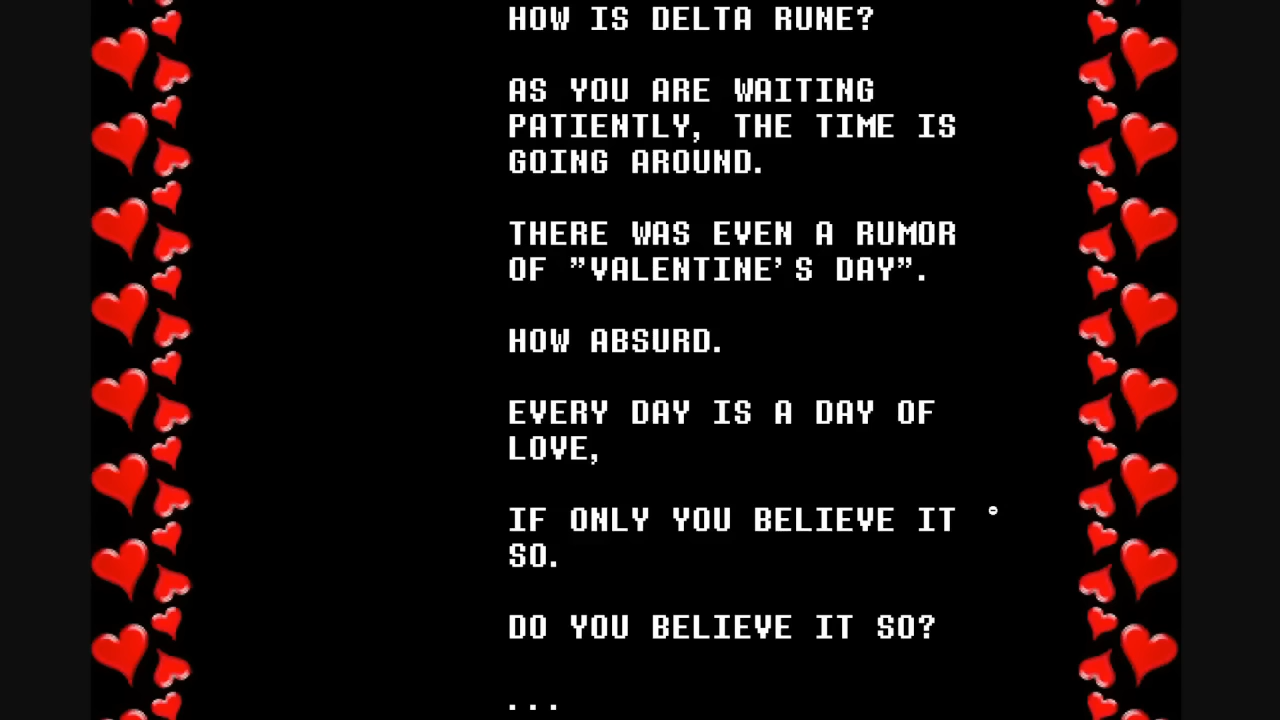 HOW IS DELTA RUNE?
AS YOU ARE WAITING
PATIENTLY, THE TIME IS
GOING AROUND.
THERE WAS EVEN A RUMOR
OF ”VALENTINE’S DAY”.
HOW ABSURD.
EVERY DAY IS A DAY OF
LOVE,
IF ONLY YOU BELIEVE IT °
SO.
DO YOU BELIEVE IT SO?
...